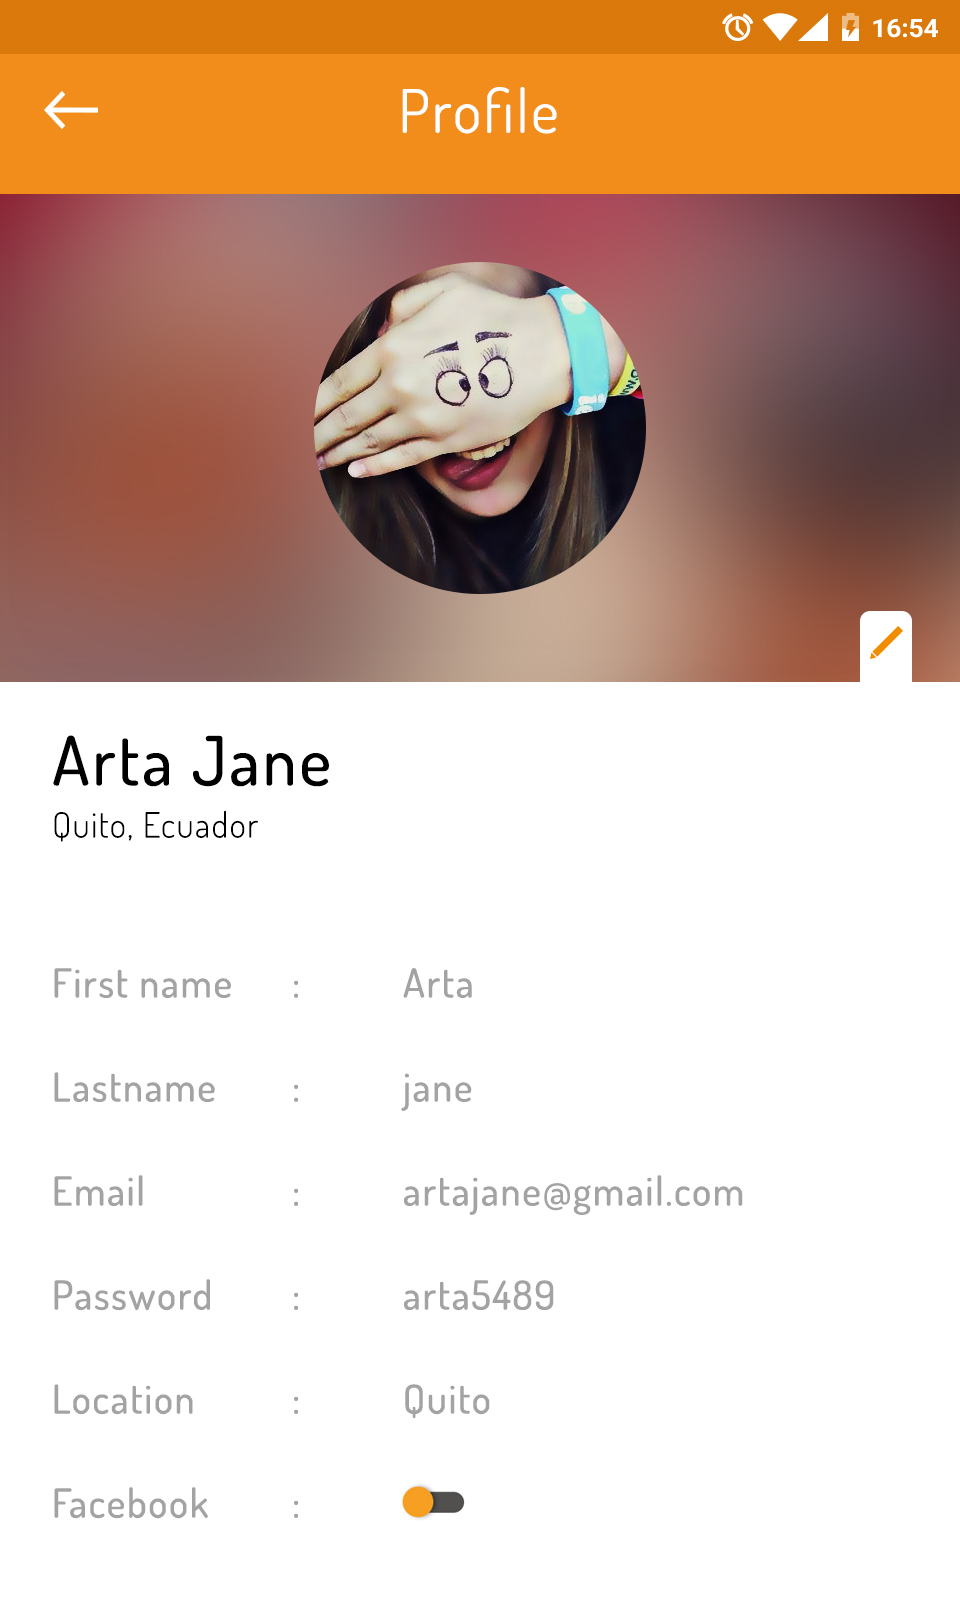 16:54
Profile
Arta Jane
Quito, Ecuador
First name : Arta
Lastname : jane
Email : artajane@gmail.com
Password : arta5489
Location : Quito
Facebook :